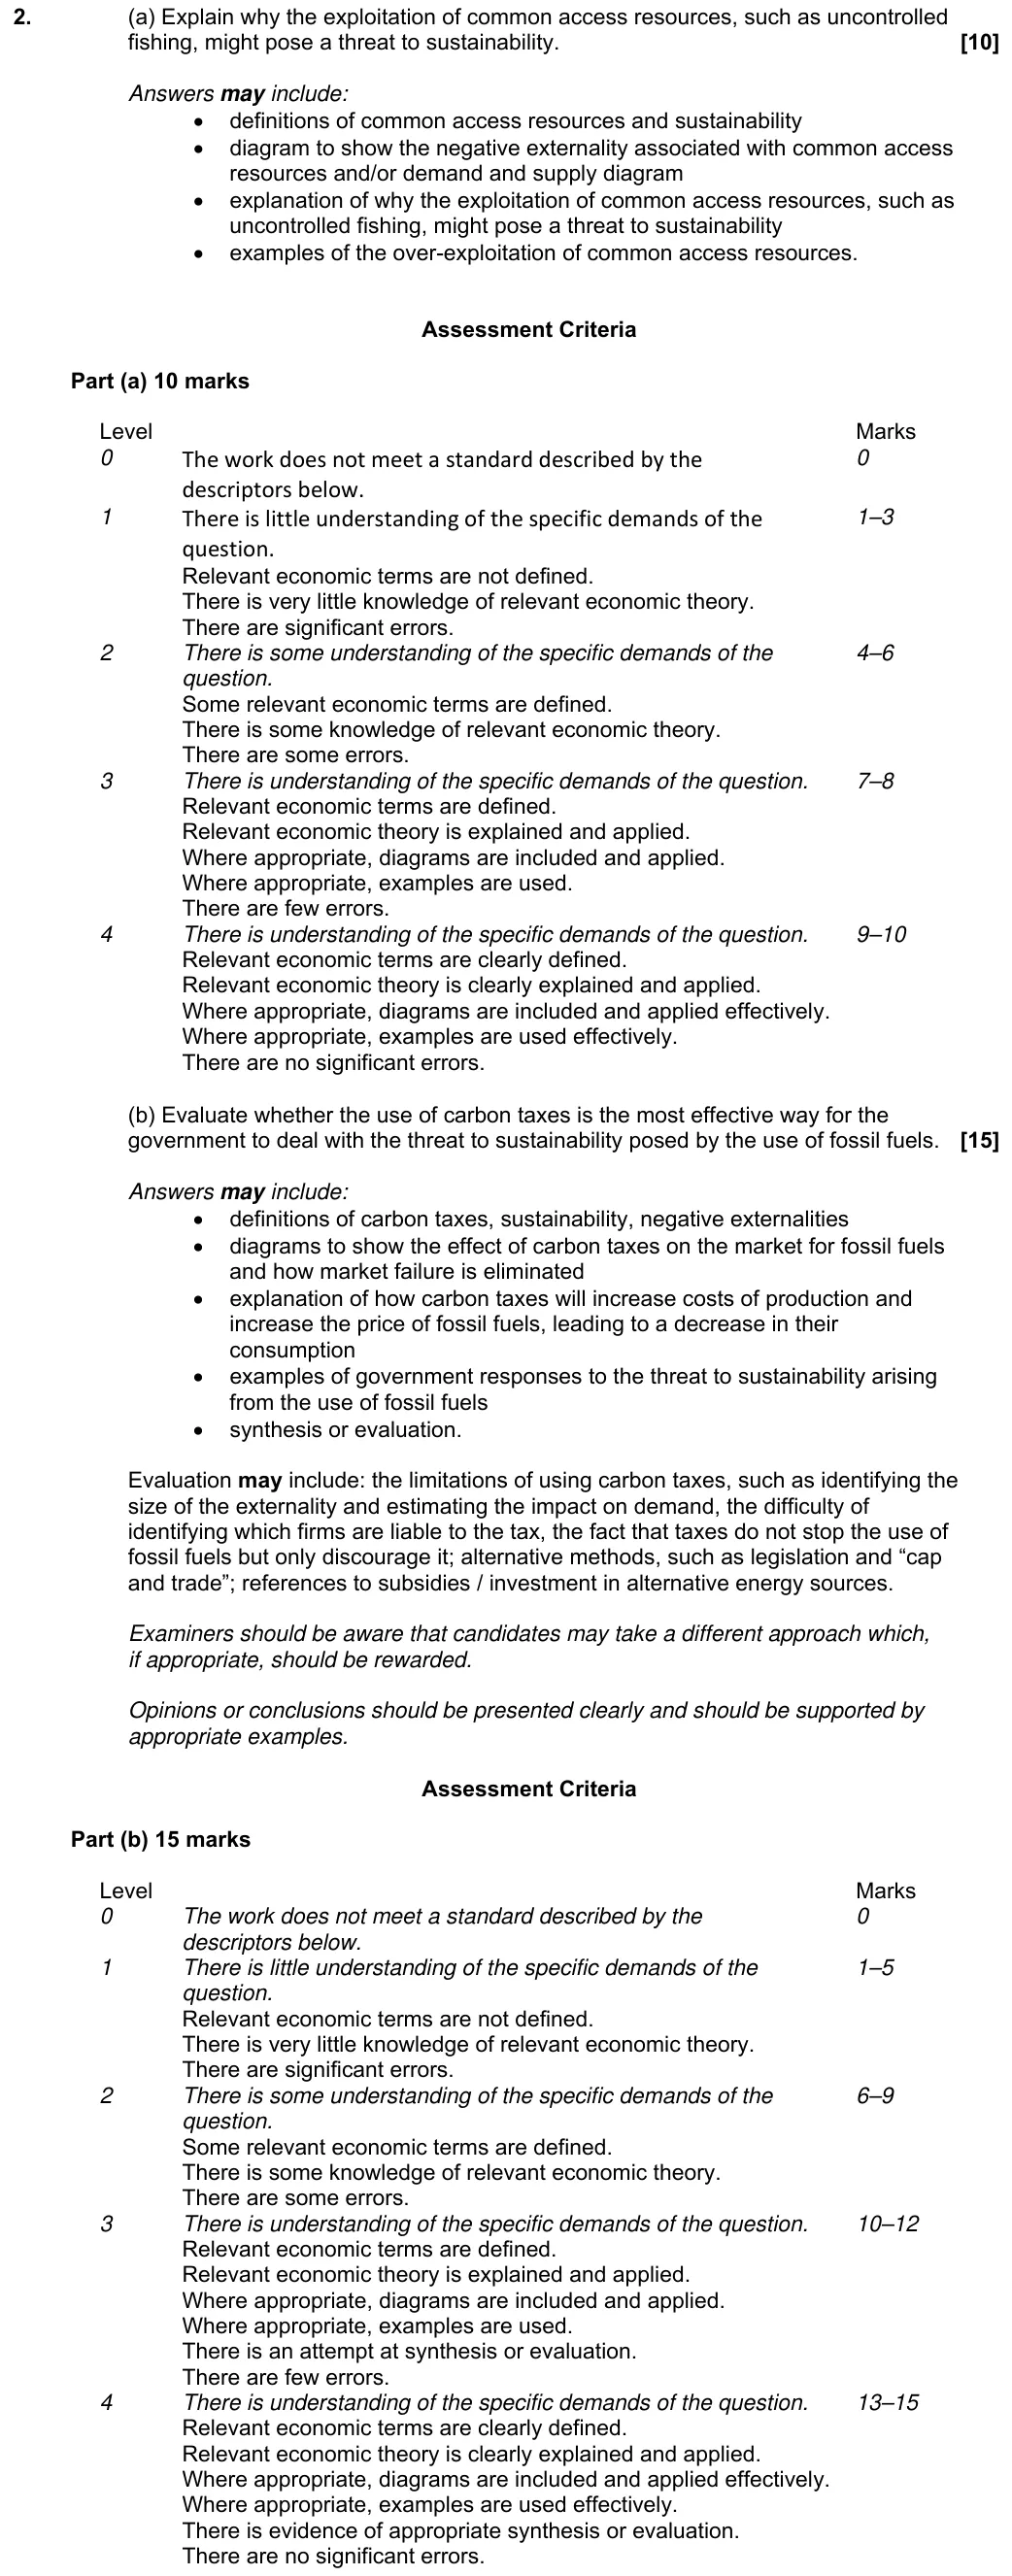 2. (a) Explain why the exploitation of common access resources, such as uncontrolled
fishing, might pose a threat to sustainability. [10]
Answers may include:
• definitions of common access resources and sustainability
• diagram to show the negative externality associated with common access
resources and/or demand and supply diagram
• explanation of why the exploitation of common access resources, such as
uncontrolled fishing, might pose a threat to sustainability
• examples of the over-exploitation of common access resources.
Assessment Criteria
Part (a) 10 marks
Level Marks
0 The work does not meet a standard described by the 0
descriptors below.
1 There is little understanding of the specific demands of the 1–3
question.
Relevant economic terms are not defined.
There is very little knowledge of relevant economic theory.
There are significant errors.
2 There is some understanding of the specific demands of the 4–6
question.
Some relevant economic terms are defined.
There is some knowledge of relevant economic theory.
There are some errors.
3 There is understanding of the specific demands of the question. 7–8
Relevant economic terms are defined.
Relevant economic theory is explained and applied.
Where appropriate, diagrams are included and applied.
Where appropriate, examples are used.
There are few errors.
4 There is understanding of the specific demands of the question. 9–10
Relevant economic terms are clearly defined.
Relevant economic theory is clearly explained and applied.
Where appropriate, diagrams are included and applied effectively.
Where appropriate, examples are used effectively.
There are no significant errors.
(b) Evaluate whether the use of carbon taxes is the most effective way for the
government to deal with the threat to sustainability posed by the use of fossil fuels. [15]
Answers may include:
• definitions of carbon taxes, sustainability, negative externalities
• diagrams to show the effect of carbon taxes on the market for fossil fuels
and how market failure is eliminated
• explanation of how carbon taxes will increase costs of production and
increase the price of fossil fuels, leading to a decrease in their
consumption
• examples of government responses to the threat to sustainability arising
from the use of fossil fuels
• synthesis or evaluation.
Evaluation may include: the limitations of using carbon taxes, such as identifying the
size of the externality and estimating the impact on demand, the difficulty of
identifying which firms are liable to the tax, the fact that taxes do not stop the use of
fossil fuels but only discourage it; alternative methods, such as legislation and “cap
and trade”; references to subsidies / investment in alternative energy sources.
Examiners should be aware that candidates may take a different approach which,
if appropriate, should be rewarded.
Opinions or conclusions should be presented clearly and should be supported by
appropriate examples.
Assessment Criteria
Part (b) 15 marks
Level Marks
0 The work does not meet a standard described by the 0
descriptors below.
1 There is little understanding of the specific demands of the 1–5
question.
Relevant economic terms are not defined.
There is very little knowledge of relevant economic theory.
There are significant errors.
2 There is some understanding of the specific demands of the 6–9
question.
Some relevant economic terms are defined.
There is some knowledge of relevant economic theory.
There are some errors.
3 There is understanding of the specific demands of the question. 10–12
Relevant economic terms are defined.
Relevant economic theory is explained and applied.
Where appropriate, diagrams are included and applied.
Where appropriate, examples are used.
There is an attempt at synthesis or evaluation.
There are few errors.
4 There is understanding of the specific demands of the question. 13–15
Relevant economic terms are clearly defined.
Relevant economic theory is clearly explained and applied.
Where appropriate, diagrams are included and applied effectively.
Where appropriate, examples are used effectively.
There is evidence of appropriate synthesis or evaluation.
There are no significant errors.